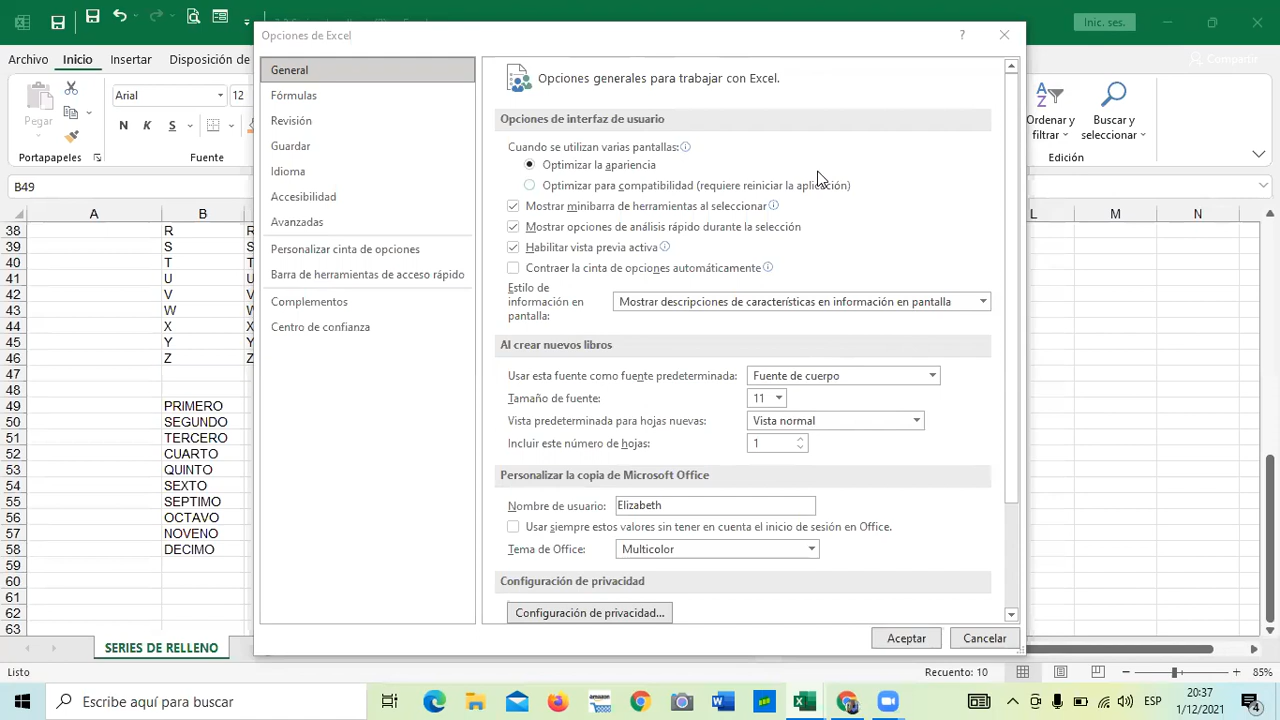 Inic. ses.
Opciones de Excel
?
Archivo
Inicio
Insertar
Disposición de
Compartir
Pegar
Portapapeles
Arial
12
N K S
Fuente
Ordenar y
filtrar
Buscar y
seleccionar
Edición
B49
General
Fórmulas
Revisión
Guardar
Idioma
Accesibilidad
Avanzadas
Personalizar cinta de opciones
Barra de herramientas de acceso rápido
Complementos
Centro de confianza
Opciones generales para trabajar con Excel.
Opciones de interfaz de usuario
Cuando se utilizan varias pantallas:
Optimizar la apariencia
Optimizar para compatibilidad (requiere reiniciar la aplicación)
Mostrar minibarra de herramientas al seleccionar
Mostrar opciones de análisis rápido durante la selección
Habilitar vista previa activa
Contraer la cinta de opciones automáticamente
Estilo de
información en
pantalla:
Mostrar descripciones de características en información en pantalla
Al crear nuevos libros
Usar esta fuente como fuente predeterminada: Fuente de cuerpo
Tamaño de fuente: 11
Vista predeterminada para hojas nuevas: Vista normal
Incluir este número de hojas: 1
Personalizar la copia de Microsoft Office
Nombre de usuario: Elizabeth
Usar siempre estos valores sin tener en cuenta el inicio de sesión en Office.
Tema de Office: Multicolor
Configuración de privacidad
Configuración de privacidad...
Aceptar
Cancelar
A B L M N
38 R R
39 S S
40 T T
41 U U
42 V V
43 W
44 X X
45 Y Y
46 Z Z
47
48
49 PRIMERO
50 SEGUNDO
51 TERCERO
52 CUARTO
53 QUINTO
54 SEXTO
55 SEPTIMO
56 OCTAVO
57 NOVENO
58 DECIMO
59
60
61
62
63
SERIES DE RELLENO
Listo
Recuento: 10
85%
Escribe aquí para buscar
ESP
20:37
1/12/2021
4